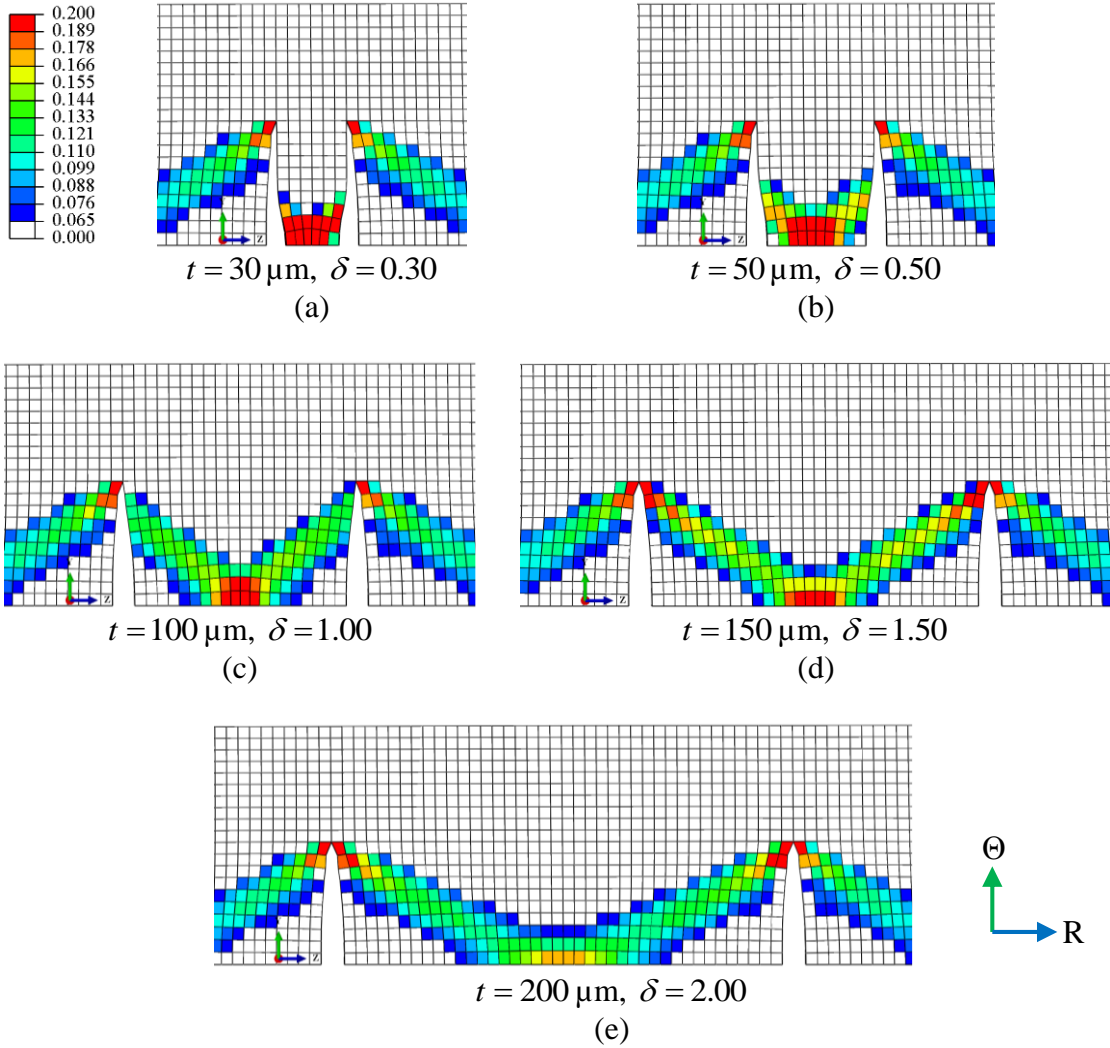 0.200
0.189
0.178
0.166
0.155
0.144
0.133
0.121
0.110
0.099
0.088
0.076
0.065
0.000
z
z
t = 30 µm, δ = 0.30
t = 50 µm, δ = 0.50
(a)
(b)
z
z
t = 100 µm, δ = 1.00
t = 150 µm, δ = 1.50
(c)
(d)
Θ
R
z
t = 200 µm, δ = 2.00
(e)